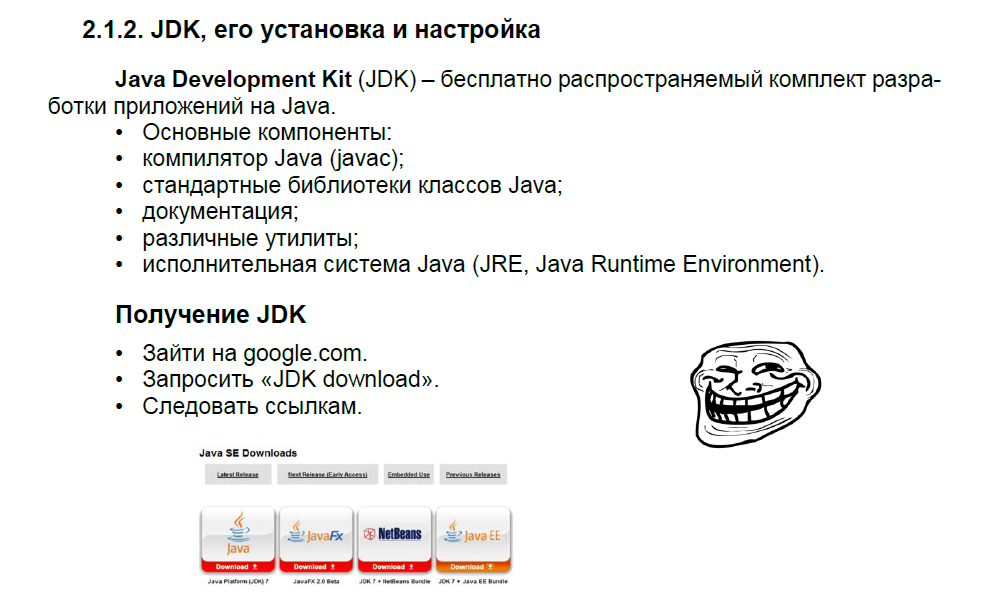 2.1.2. JDK, его установка и настройка
Java Development Kit (JDK) – бесплатно распространяемый комплект разра-
ботки приложений на Java.
• Основные компоненты:
• компилятор Java (javac);
• стандартные библиотеки классов Java;
• документация;
• различные утилиты;
• исполнительная система Java (JRE, Java Runtime Environment).
Получение JDK
• Зайти на google.com.
• Запросить «JDK download».
• Следовать ссылкам.
Java SE Downloads
Latest Release Next Release (Early Access) Embedded Use Previous Releases
Java JavaFX NetBeans Java EE
Download Download Download Download
Java Platform (JDK) 7 JavaFX 2.0 Beta JDK 7 + NetBeans Bundle JDK 7 + Java EE Bundle